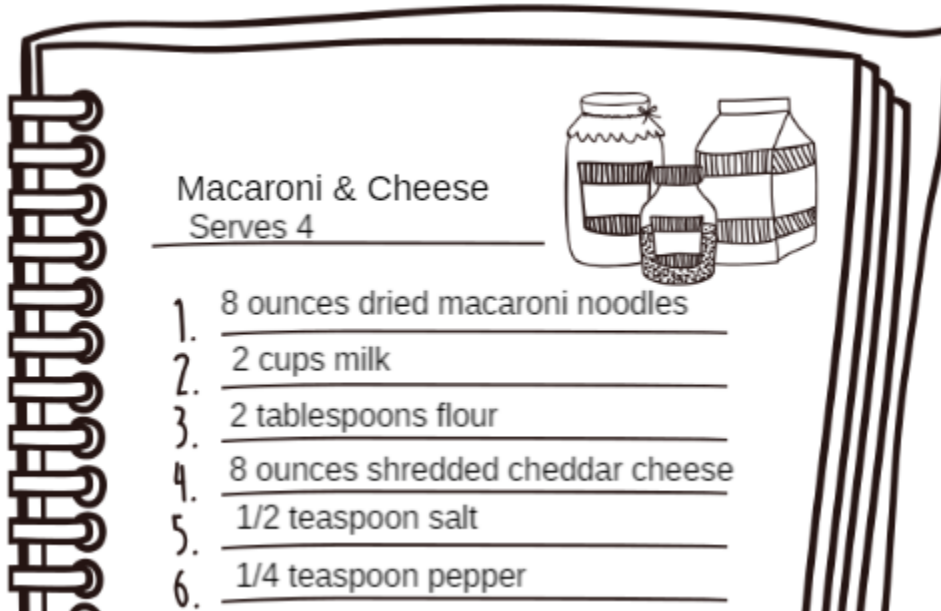 Macaroni & Cheese
Serves 4
1. 8 ounces dried macaroni noodles
2. 2 cups milk
3. 2 tablespoons flour
4. 8 ounces shredded cheddar cheese
5. 1/2 teaspoon salt
6. 1/4 teaspoon pepper